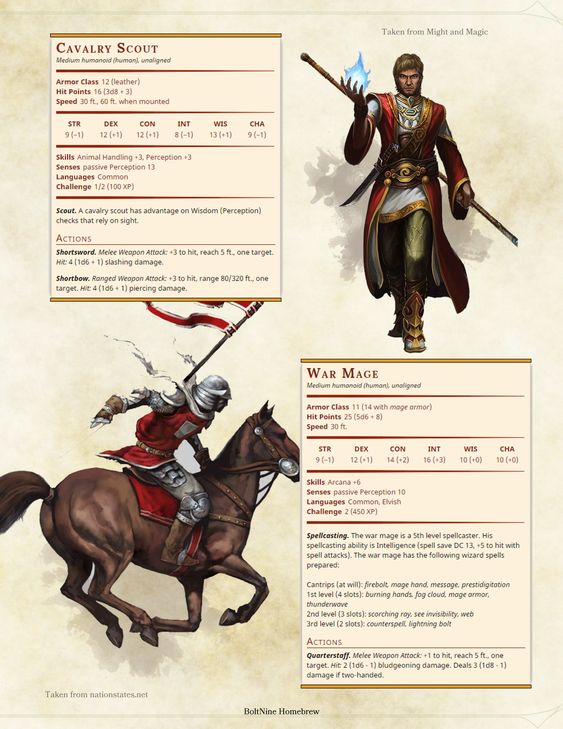 Taken from Might and Magic
Cavalry Scout
Medium humanoid (human), unaligned
Armor Class 12 (leather)
Hit Points 16 (3d8 + 3)
Speed 30 ft., 60 ft. when mounted
STR DEX CON INT WIS CHA
9 (–1) 12 (+1) 12 (+1) 8 (–1) 13 (+1) 9 (–1)
Skills Animal Handling +3, Perception +3
Senses passive Perception 13
Languages Common
Challenge 1/2 (100 XP)
Scout. A cavalry scout has advantage on Wisdom (Perception)
checks that rely on sight.
Actions
Shortsword. Melee Weapon Attack: +3 to hit, reach 5 ft., one target.
Hit: 4 (1d6 + 1) slashing damage.
Shortbow. Ranged Weapon Attack: +3 to hit, range 80/320 ft., one
target. Hit: 4 (1d6 + 1) piercing damage.
War Mage
Medium humanoid (human), unaligned
Armor Class 11 (14 with mage armor)
Hit Points 25 (5d6 + 8)
Speed 30 ft.
STR DEX CON INT WIS CHA
9 (–1) 12 (+1) 14 (+2) 16 (+3) 10 (+0) 10 (+0)
Skills Arcana +6
Senses passive Perception 10
Languages Common, Elvish
Challenge 2 (450 XP)
Spellcasting. The war mage is a 5th level spellcaster. His
spellcasting ability is Intelligence (spell save DC 13, +5 to hit with
spell attacks). The war mage has the following wizard spells
prepared:
Cantrips (at will): firebolt, mage hand, message, prestidigitation
1st level (4 slots): burning hands, fog cloud, mage armor,
thunderwave
2nd level (3 slots): scorching ray, see invisibility, web
3rd level (2 slots): counterspell, lightning bolt
Actions
Quarterstaff. Melee Weapon Attack: +1 to hit, reach 5 ft., one
target. Hit: 2 (1d6 - 1) bludgeoning damage. Deals 3 (1d8 - 1)
damage if two-handed.
Taken from nationstates.net
BoltNine Homebrew